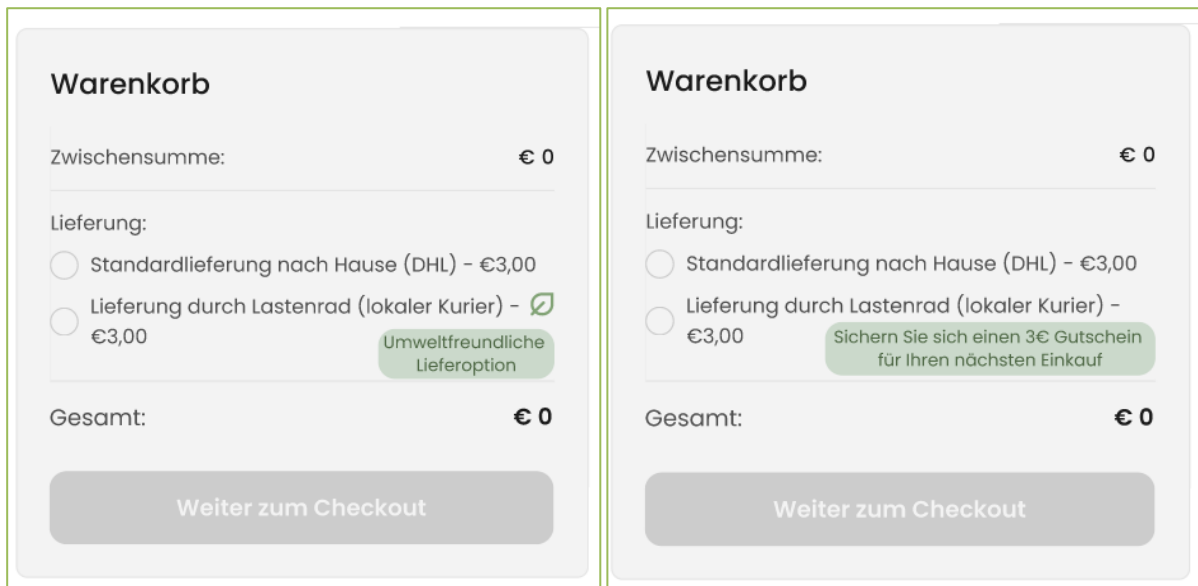 Warenkorb
Zwischensumme: € 0
Lieferung:
Standardlieferung nach Hause (DHL) – €3,00
Lieferung durch Lastenrad (lokaler Kurier) –
€3,00
Umweltfreundliche
Lieferoption
Gesamt: € 0
Weiter zum Checkout
Warenkorb
Zwischensumme: € 0
Lieferung:
Standardlieferung nach Hause (DHL) – €3,00
Lieferung durch Lastenrad (lokaler Kurier) –
€3,00
Sichern Sie sich einen 3€ Gutschein
für Ihren nächsten Einkauf
Gesamt: € 0
Weiter zum Checkout